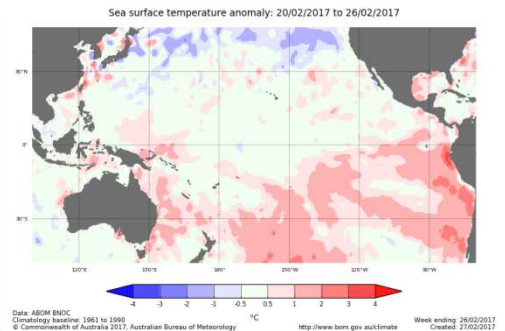 Sea surface temperature anomaly: 20/02/2017 to 26/02/2017
30°N
0°
30°S
120°E 150°E 180° 150°W 120°W 90°W
-4 -3 -2 -1 -0.5 0.5 1 2 3 4
°C
Data: ABOM BNOC
Climatology baseline: 1961 to 1990
© Commonwealth of Australia 2017, Australian Bureau of Meteorology
http://www.bom.gov.au/climate
Week ending: 26/02/2017
Created: 27/02/2017